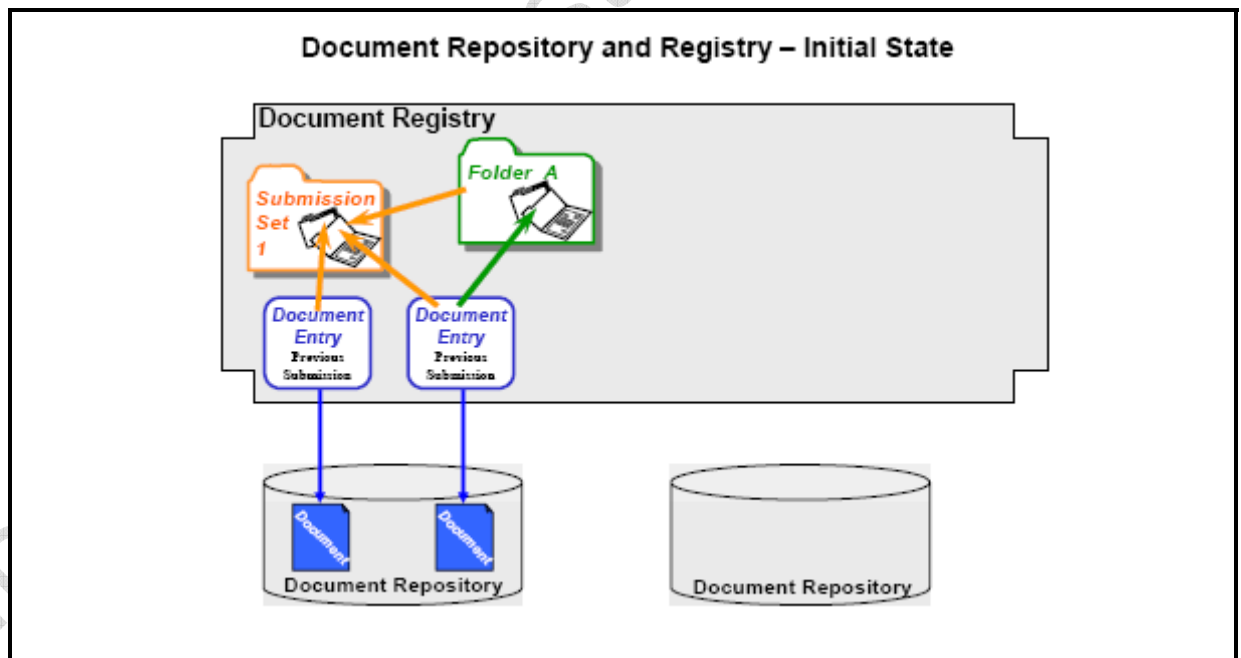 Document Repository and Registry – Initial State
Document Registry
Submission
Set
1
Folder A
Document
Entry
Previous
Submission
Document
Entry
Previous
Submission
Document
Document
Document Repository
Document Repository